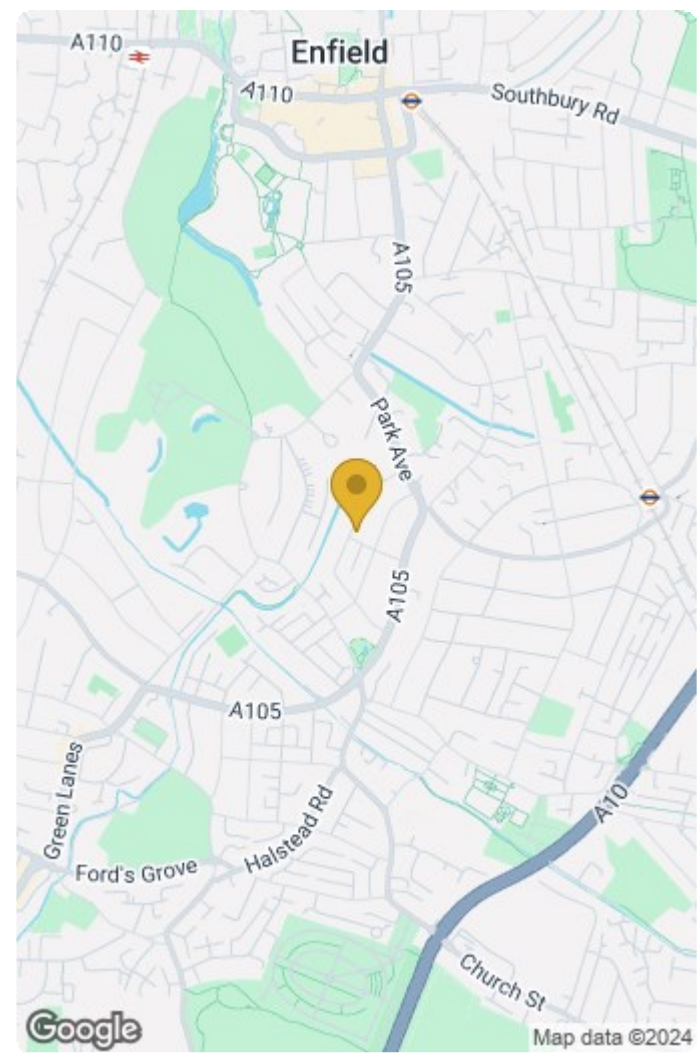 A110
Enfield
A110
Southbury Rd
A105
Park Ave
A105
A105
Green Lanes
Halstead Rd
A10
Ford's Grove
Church St
Google
Map data ©2024